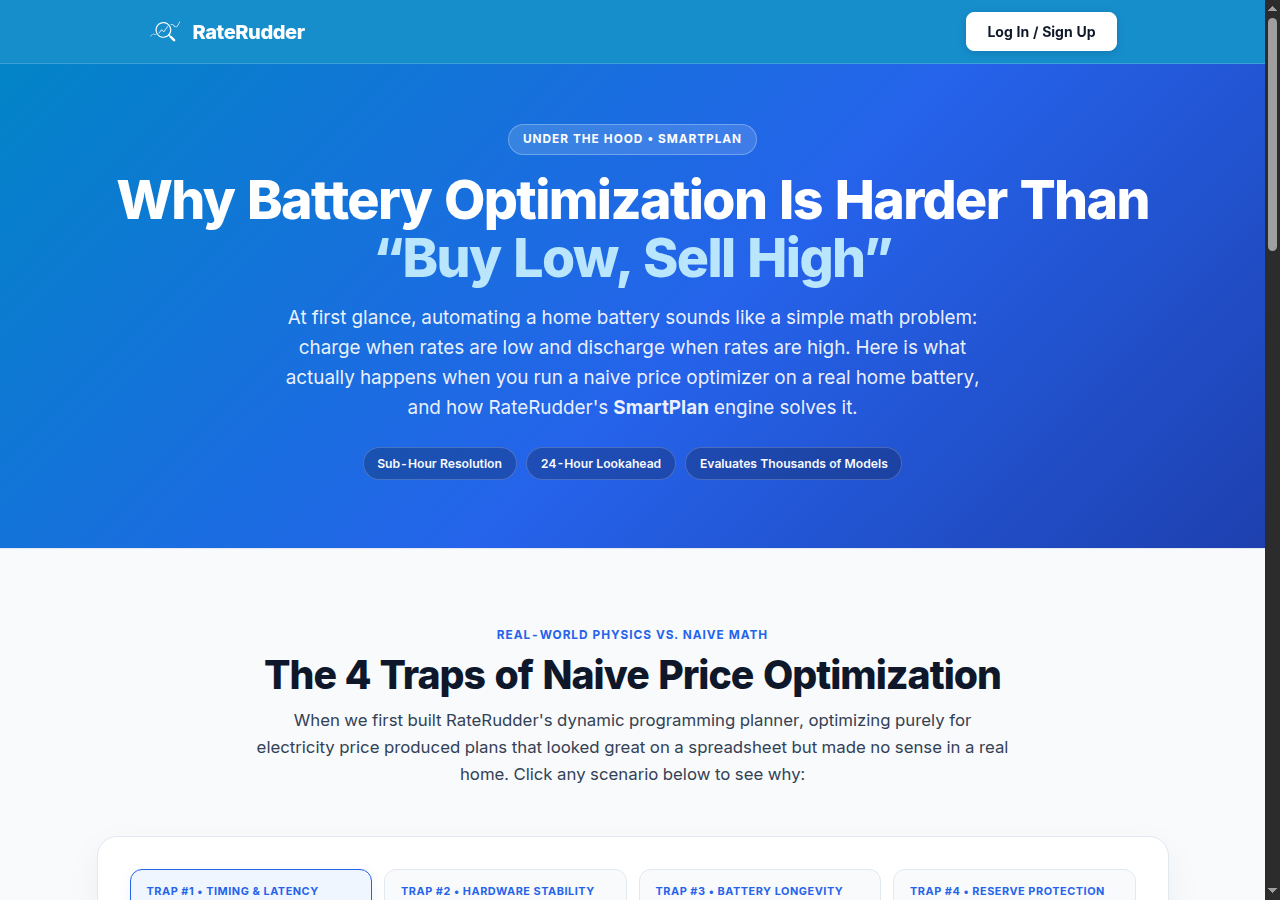 RateRudder
Log In / Sign Up
UNDER THE HOOD • SMARTPLAN
Why Battery Optimization Is Harder Than
“Buy Low, Sell High”
At first glance, automating a home battery sounds like a simple math problem:
charge when rates are low and discharge when rates are high. Here is what
actually happens when you run a naive price optimizer on a real home battery,
and how RateRudder's SmartPlan engine solves it.
Sub-Hour Resolution
24-Hour Lookahead
Evaluates Thousands of Models
REAL-WORLD PHYSICS VS. NAIVE MATH
The 4 Traps of Naive Price Optimization
When we first built RateRudder's dynamic programming planner, optimizing purely for
electricity price produced plans that looked great on a spreadsheet but made no sense in a real
home. Click any scenario below to see why:
TRAP #1 • TIMING & LATENCY
TRAP #2 • HARDWARE STABILITY
TRAP #3 • BATTERY LONGEVITY
TRAP #4 • RESERVE PROTECTION